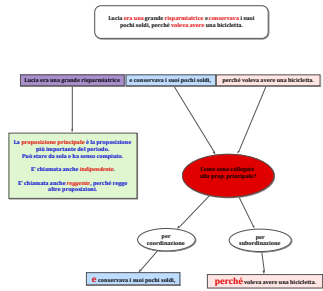 Lucia era una grande risparmiatrice e conservava i suoi
pochi soldi, perché voleva avere una bicicletta.
Lucia era una grande risparmiatrice
e conservava i suoi pochi soldi,
perché voleva avere una bicicletta.
La proposizione principale è la proposizione
più importante del periodo.
Può stare da sola e ha senso compiuto.
E' chiamata anche indipendente.
E' chiamata anche reggente, perché regge
altre proposizioni.
Come sono collegate
alla prop. principale?
per
coordinazione
per
subordinazione
e conservava i suoi pochi soldi,
perché voleva avere una bicicletta.